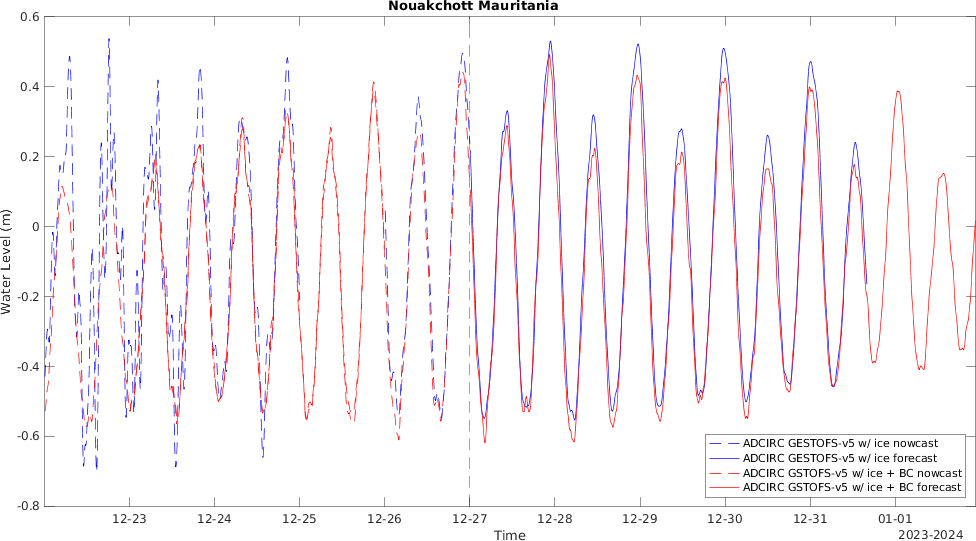 Nouakchott Mauritania
0.6
0.4
0.2
0
-0.2
-0.4
-0.6
-0.8
Water Level (m)
ADCIRC GESTOFS-v5 w/ ice nowcast
ADCIRC GESTOFS-v5 w/ ice forecast
ADCIRC GSTOFS-v5 w/ ice + BC nowcast
ADCIRC GSTOFS-v5 w/ ice + BC forecast
12-23 12-24 12-25 12-26 12-27 12-28 12-29 12-30 12-31 01-01
Time
2023-2024